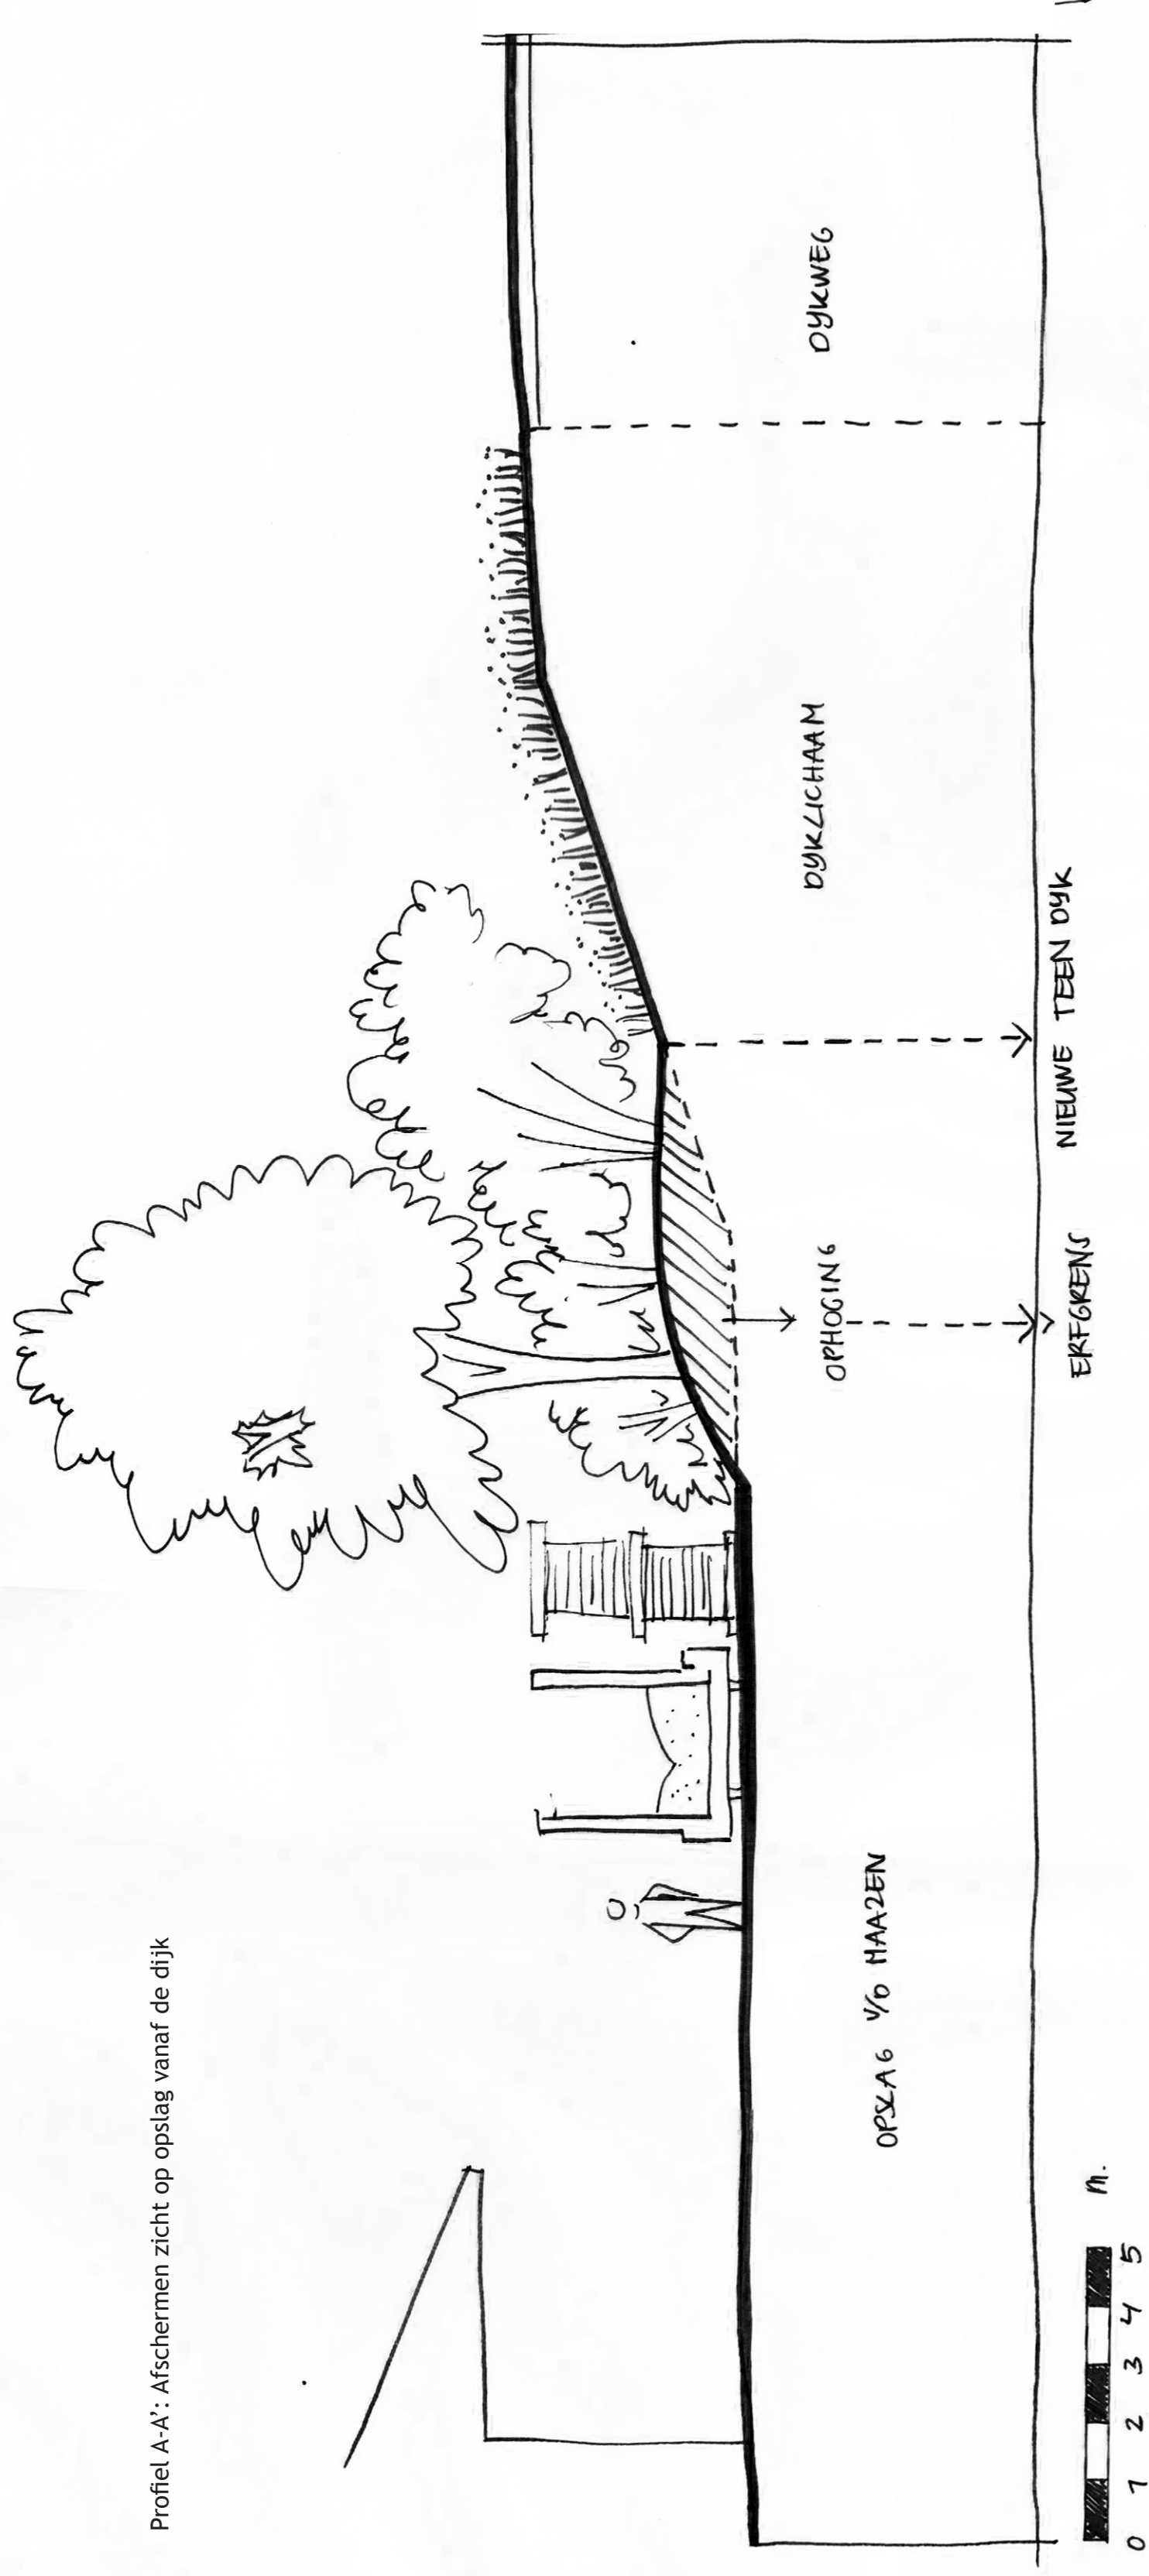 Profiel A-A': Afschermen zicht op opslag vanaf de dijk
OPSLAG V/D MAAZEN
OPHOGING
DYKLICHAAM
DYKWEG
ERFGRENS
NIEUWE TEEN DYK
0 1 2 3 4 5 m.